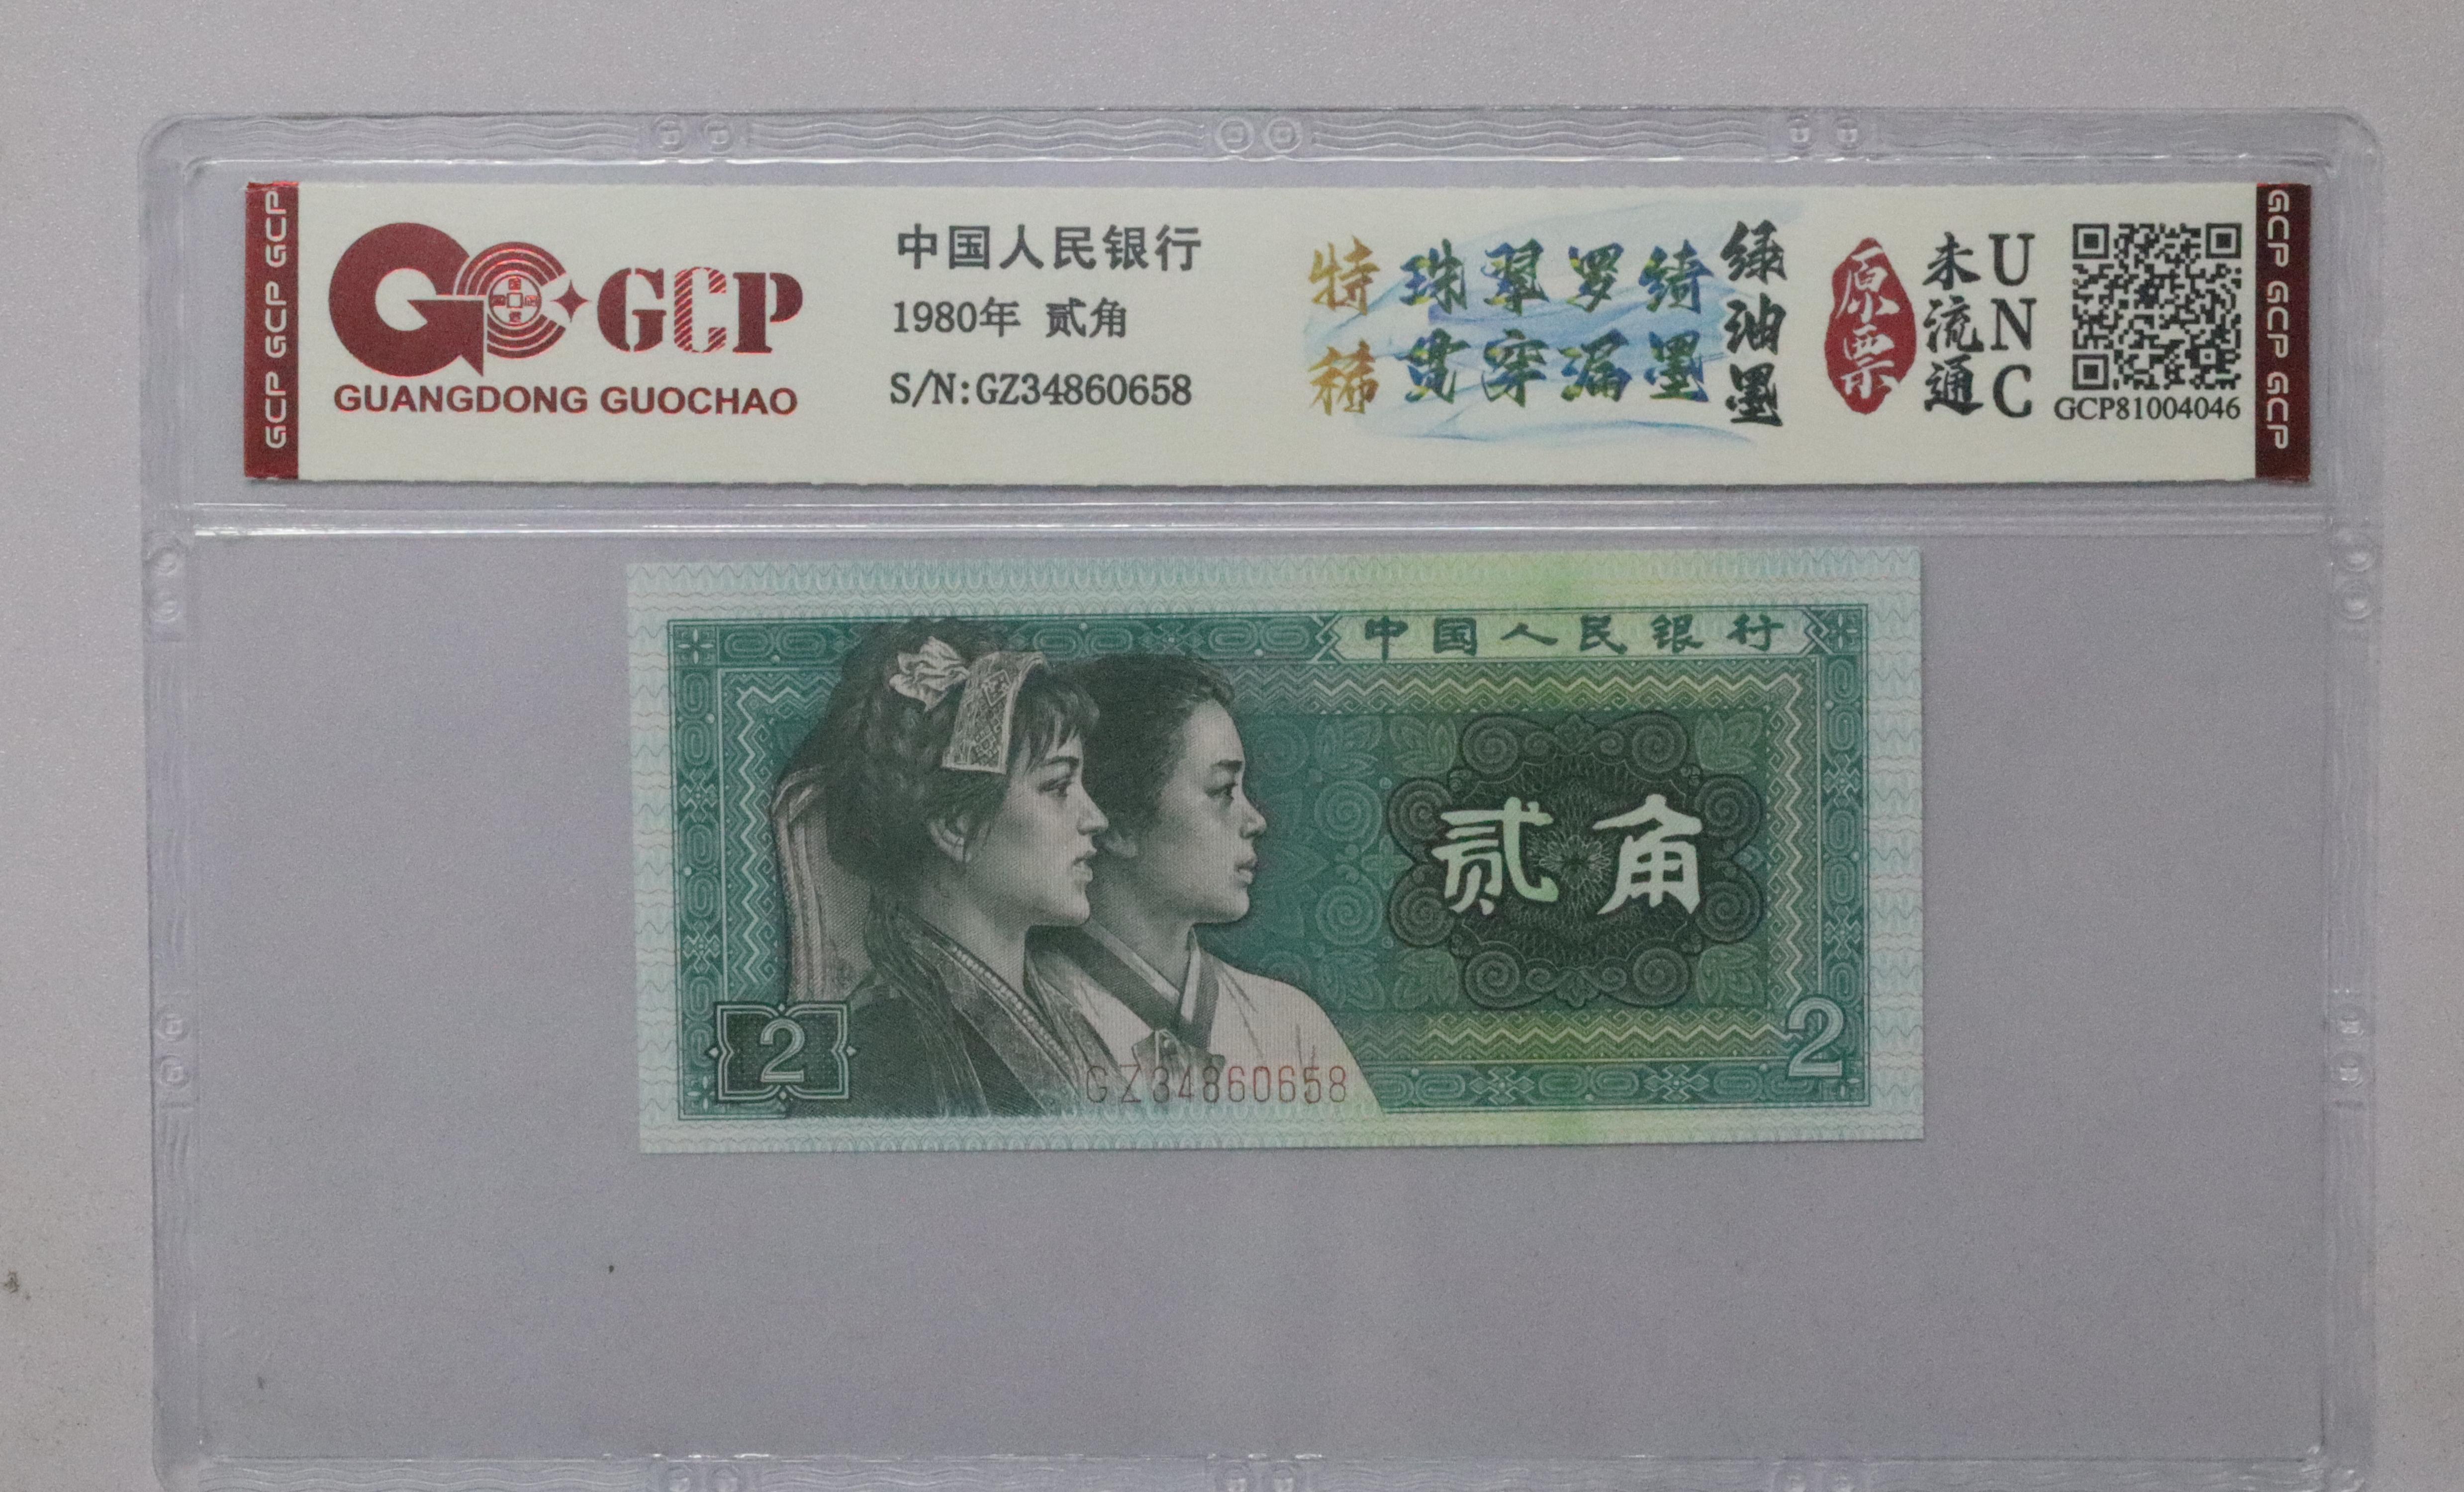 GCP GCP GCP
GCP
GUANGDONG GUOCHAO
中国人民银行
1980年 贰角
S/N:GZ34860658
特稀
珠翠罗绮
贯穿漏墨
绿油墨
原票
未流通
UNC
GCP81004046
GCP GCP GCP
中国人民银行
贰角
2
2
GZ34860658